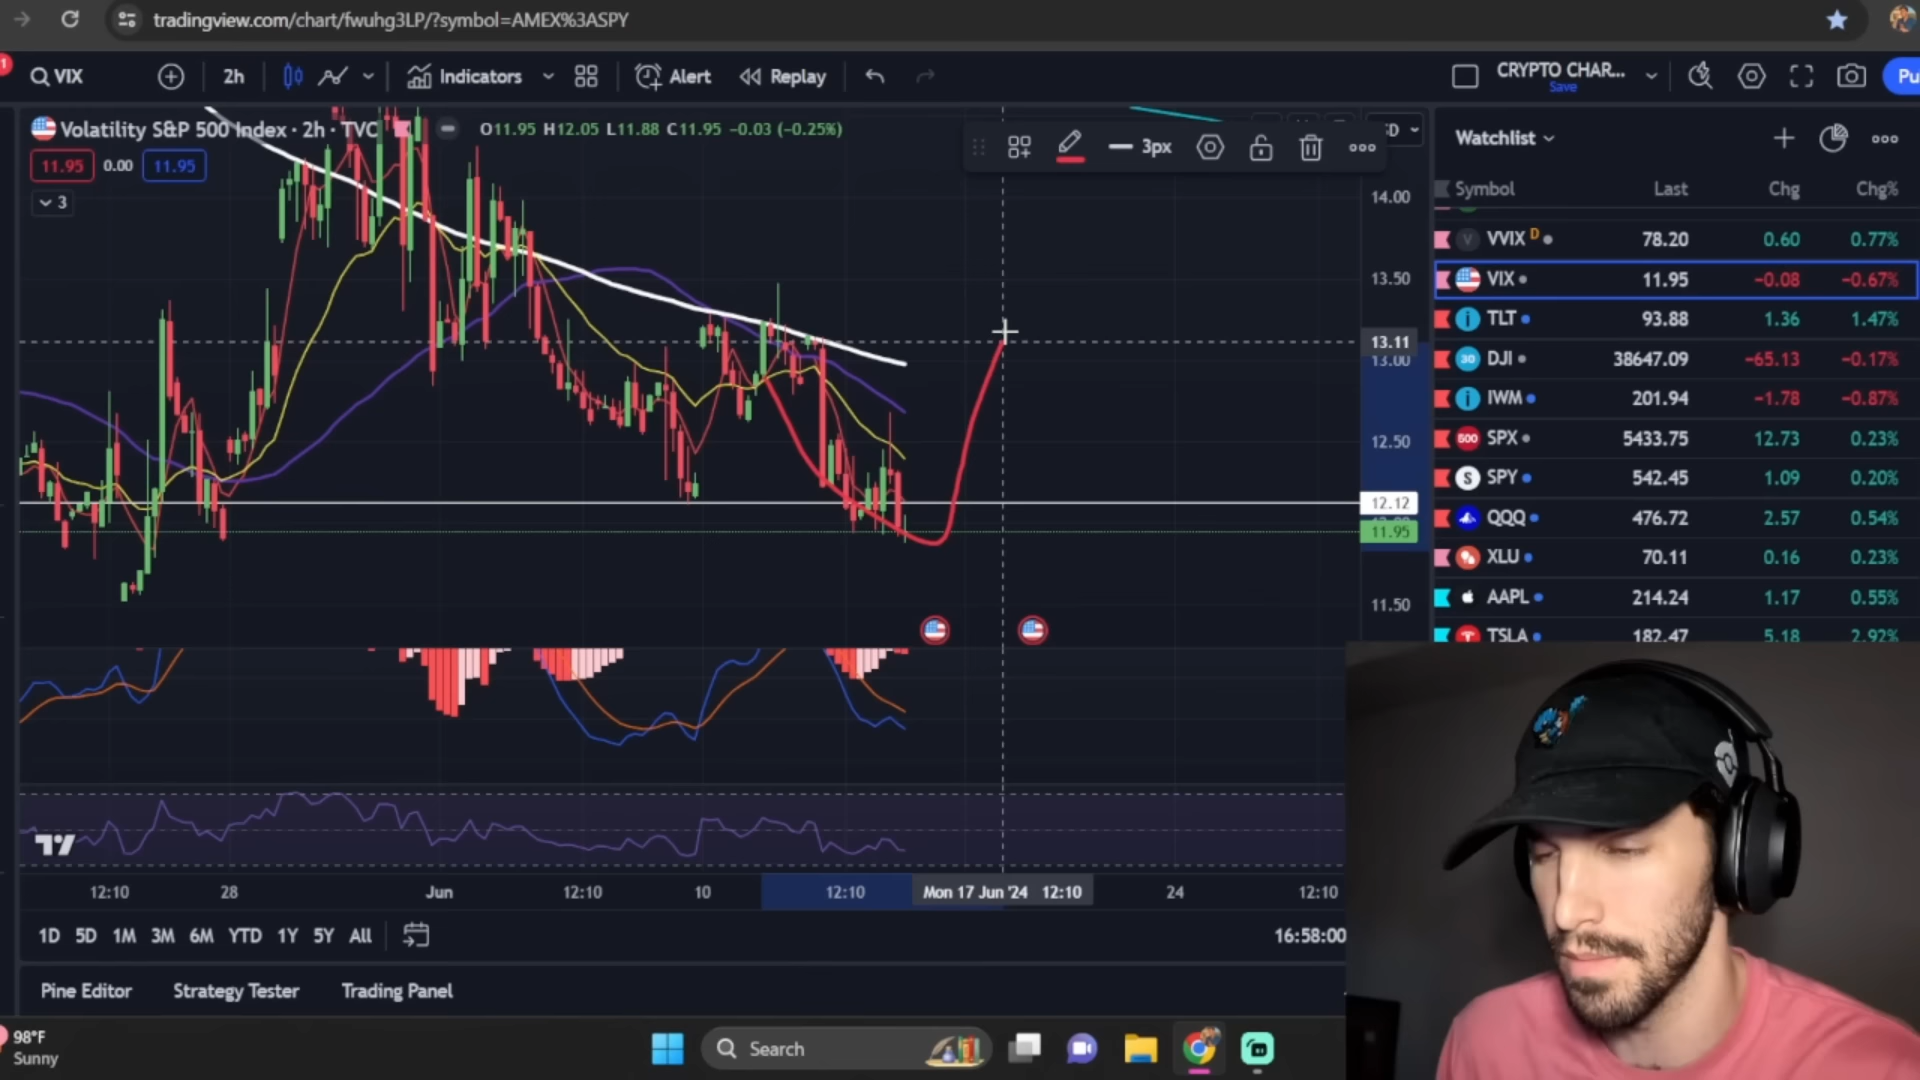 tradingview.com/chart/fwuhg3LP/?symbol=AMEX%3ASPY
1
VIX
2h
Indicators
Alert
Replay
CRYPTO CHAR...
Save
Pu
Volatility S&P 500 Index · 2h · TVC
O11.95 H12.05 L11.88 C11.95 −0.03 (−0.25%)
11.95
0.00
11.95
3
3px
14.00
13.50
13.11
13.00
12.50
12.12
11.95
11.50
Watchlist
Symbol Last Chg Chg%
VVIX D 78.20 0.60 0.77%
VIX 11.95 −0.08 −0.67%
TLT 93.88 1.36 1.47%
30 DJI 38647.09 −65.13 −0.17%
IWM 201.94 −1.78 −0.87%
500 SPX 5433.75 12.73 0.23%
S SPY 542.45 1.09 0.20%
QQQ 476.72 2.57 0.54%
XLU 70.11 0.16 0.23%
AAPL 214.24 1.17 0.55%
TSLA 182.47 5.18 2.92%
12:10 28 Jun 12:10 10 12:10 Mon 17 Jun '24 12:10 24 12:10
1D 5D 1M 3M 6M YTD 1Y 5Y All
16:58:00
Pine Editor Strategy Tester Trading Panel
98°F
Sunny
Search